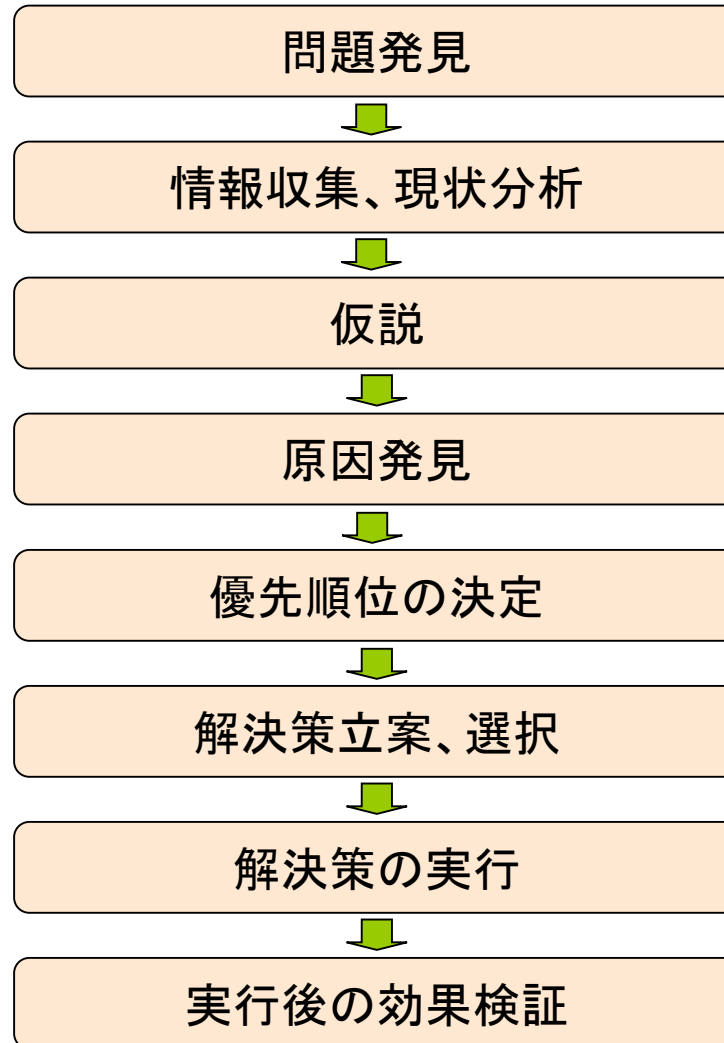 問題発見
情報収集、現状分析
仮説
原因発見
優先順位の決定
解決策立案、選択
解決策の実行
実行後の効果検証